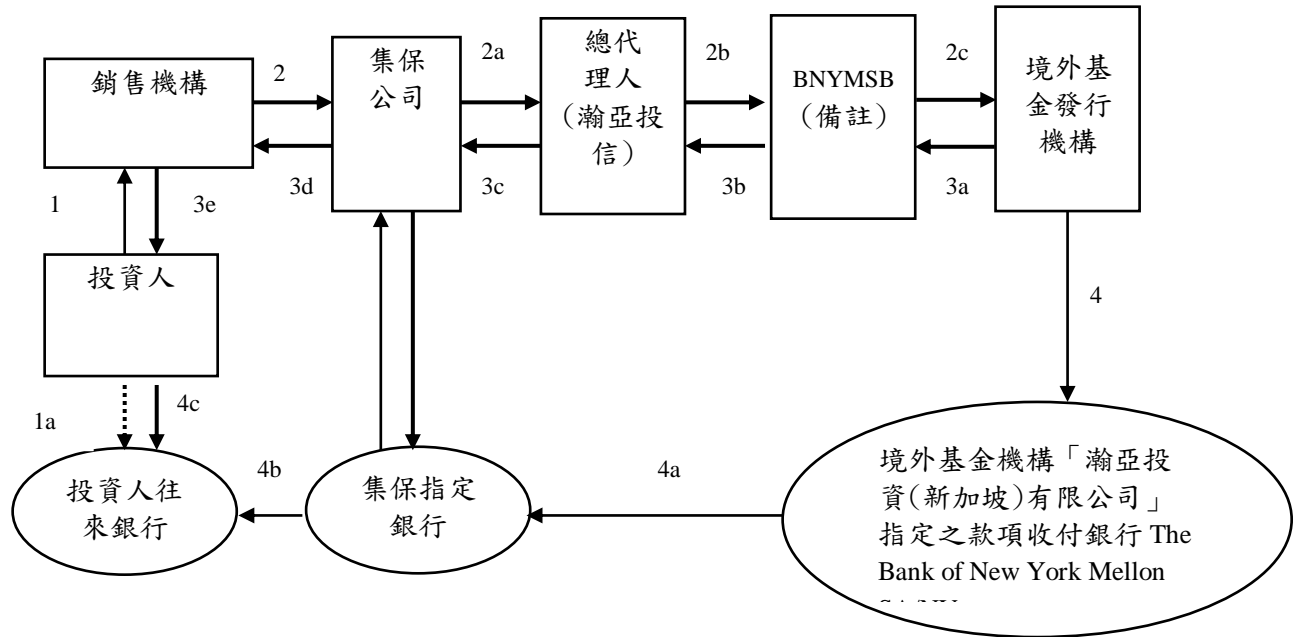 銷售機構
2
集保
公司
2a
總代
理人
(瀚亞投
信)
2b
BNYMSB
(備註)
2c
境外基
金發行
機構
3d
3c
3b
3a
1
3e
投資人
4
1a
4c
投資人往
來銀行
4b
集保指定
銀行
4a
境外基金機構「瀚亞投
資(新加坡)有限公司」
指定之款項收付銀行 The
Bank of New York Mellon